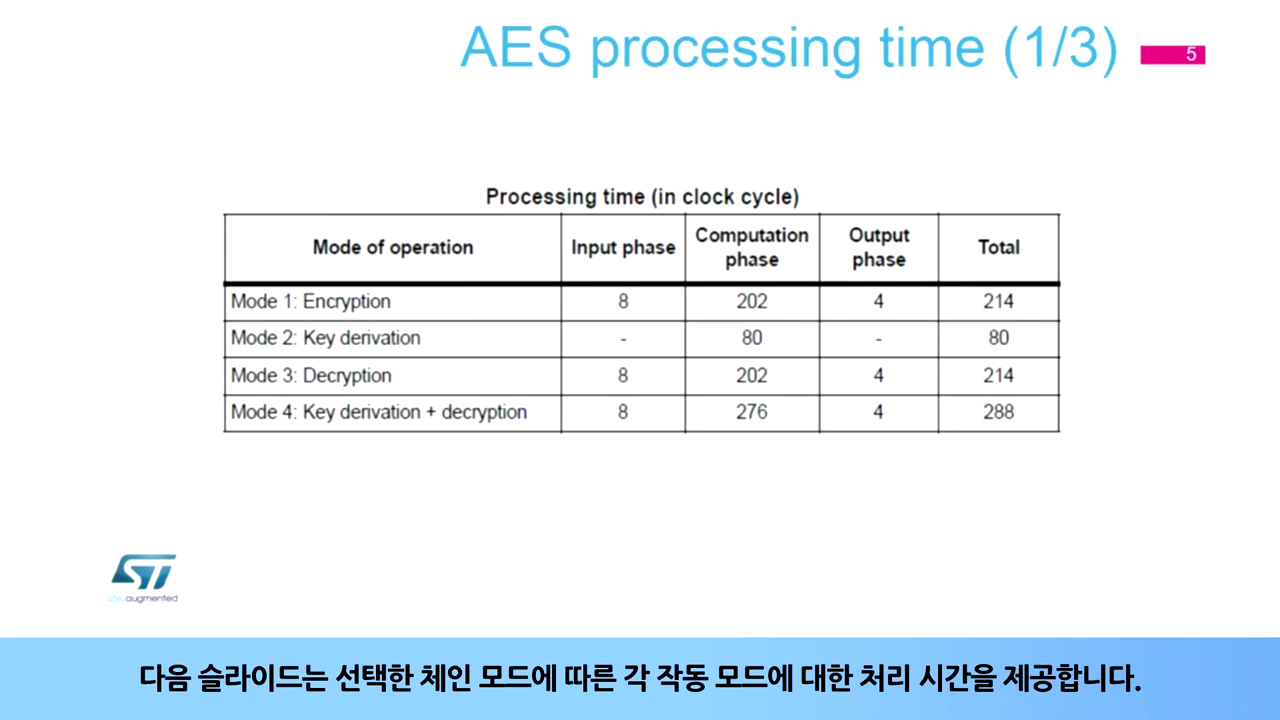 AES processing time (1/3)
5
Processing time (in clock cycle)
Mode of operation Input phase Computation phase Output phase Total
Mode 1: Encryption 8 202 4 214
Mode 2: Key derivation - 80 - 80
Mode 3: Decryption 8 202 4 214
Mode 4: Key derivation + decryption 8 276 4 288
ST
life.augmented
다음 슬라이드는 선택한 체인 모드에 따른 각 작동 모드에 대한 처리 시간을 제공합니다.